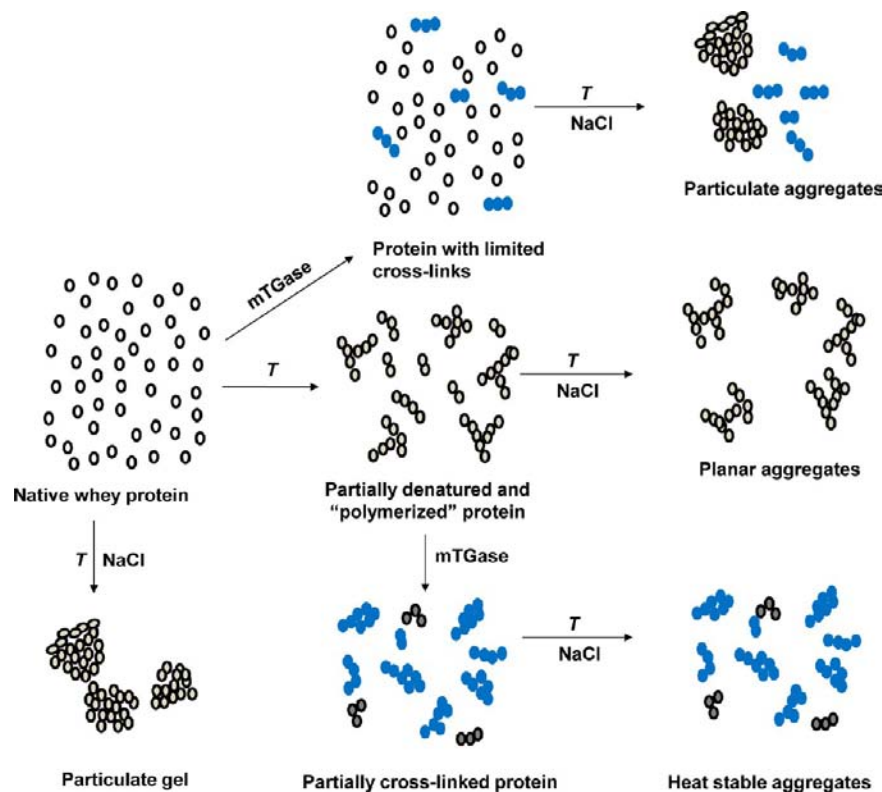 T
NaCl
Particulate aggregates
Protein with limited
cross-links
mTGase
T
T
NaCl
Native whey protein
Partially denatured and
“polymerized” protein
Planar aggregates
T NaCl
mTGase
T
NaCl
Particulate gel
Partially cross-linked protein
Heat stable aggregates